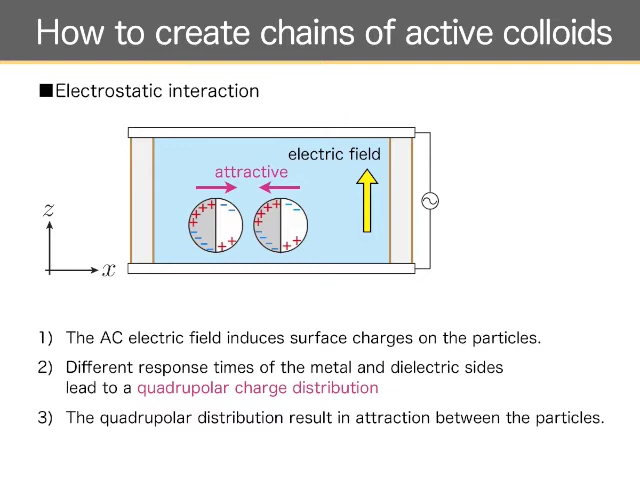 How to create chains of active colloids
■Electrostatic interaction
electric field
attractive
z
x
1) The AC electric field induces surface charges on the particles.
2) Different response times of the metal and dielectric sides
lead to a quadrupolar charge distribution
3) The quadrupolar distribution result in attraction between the particles.